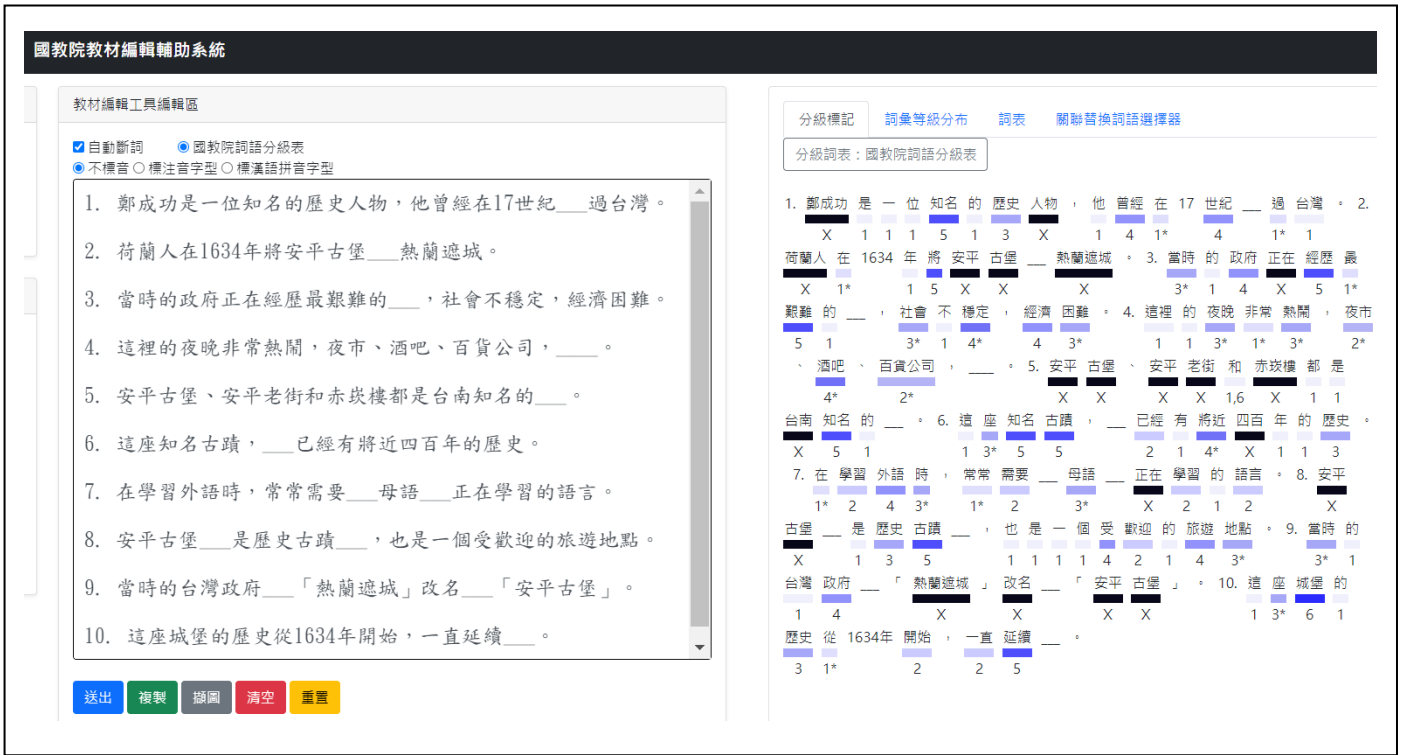 國教院教材編輯輔助系統
教材編輯工具編輯區
自動斷詞 國教院詞語分級表
不標音 標注音字型 標漢語拼音字型
1. 鄭成功是一位知名的歷史人物，他曾經在17世紀___過台灣。
2. 荷蘭人在1634年將安平古堡___熱蘭遮城。
3. 當時的政府正在經歷最艱難的___，社會不穩定，經濟困難。
4. 這裡的夜晚非常熱鬧，夜市、酒吧、百貨公司，____。
5. 安平古堡、安平老街和赤崁樓都是台南知名的___。
6. 這座知名古蹟，___已經有將近四百年的歷史。
7. 在學習外語時，常常需要___母語___正在學習的語言。
8. 安平古堡___是歷史古蹟___，也是一個受歡迎的旅遊地點。
9. 當時的台灣政府___「熱蘭遮城」改名___「安平古堡」。
10. 這座城堡的歷史從1634年開始，一直延續___。
送出 複製 擷圖 清空 重置
分級標記 詞彙等級分布 詞表 關聯替換詞語選擇器
分級詞表：國教院詞語分級表
1. 鄭成功 是 一 位 知名 的 歷史 人物 ， 他 曾經 在 17 世紀 ___ 過 台灣 。 2.
X 1 1 1 5 1 3 X 1 4 1* 4 1* 1
荷蘭人 在 1634 年 將 安平 古堡 ___ 熱蘭遮城 。 3. 當時 的 政府 正在 經歷 最
X 1* 1 5 X X X 3* 1 4 X 5 1*
艱難 的 ___ ， 社會 不 穩定 ， 經濟 困難 。 4. 這裡 的 夜晚 非常 熱鬧 ， 夜市
5 1 3* 1 4* 4 3* 1 1 3* 1* 3* 2*
、 酒吧 、 百貨公司 ， ____ 。 5. 安平 古堡 、 安平 老街 和 赤崁樓 都 是
4* 2* X X X X 1,6 X 1 1
台南 知名 的 ___ 。 6. 這 座 知名 古蹟 ， ___ 已經 有 將近 四百 年 的 歷史 。
X 5 1 1 3* 5 5 2 1 4* X 1 1 3
7. 在 學習 外語 時 ， 常常 需要 ___ 母語 ___ 正在 學習 的 語言 。 8. 安平
1* 2 4 3* 1* 2 3* X 2 1 2 X
古堡 ___ 是 歷史 古蹟 ___ ， 也 是 一 個 受 歡迎 的 旅遊 地點 。 9. 當時 的
X 1 3 5 1 1 1 1 4 2 1 4 3* 3* 1
台灣 政府 ___ 「 熱蘭遮城 」 改名 ___ 「 安平 古堡 」 。 10. 這 座 城堡 的
1 4 X X X X 1 3* 6 1
歷史 從 1634年 開始 ， 一直 延續 ___ 。
3 1* 2 2 5